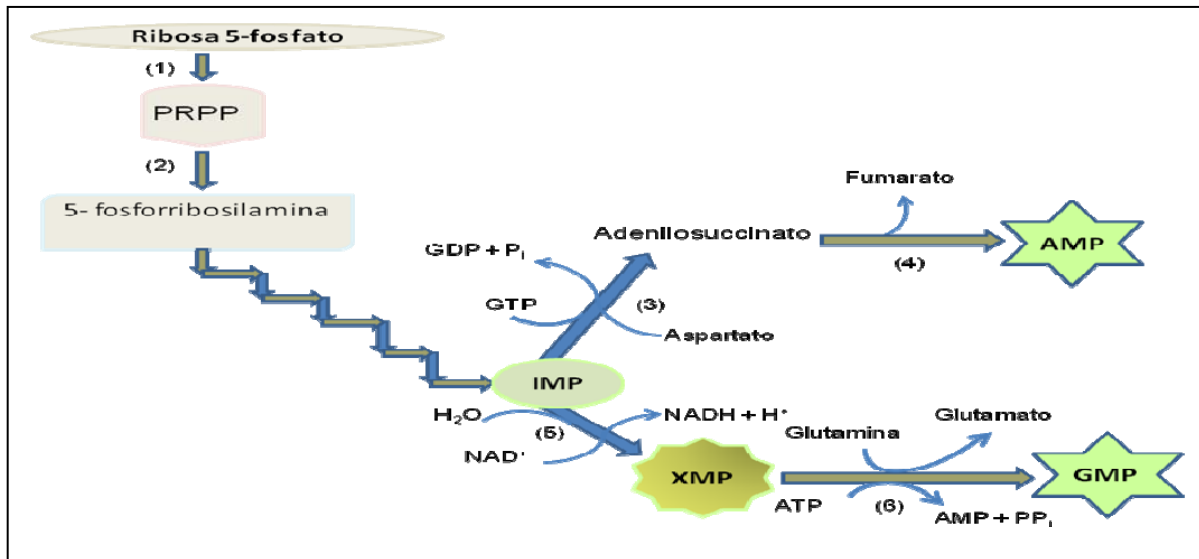 Ribosa 5-fosfato
(1)
PRPP
(2)
5- fosforribosilamina
Fumarato
Adenilosuccinato
AMP
(4)
GDP + Pi
GTP
(3)
Aspartato
IMP
H₂O
NADH + H⁺
Glutamato
(5)
Glutamina
NAD⁺
XMP
GMP
ATP
(6)
AMP + PPi